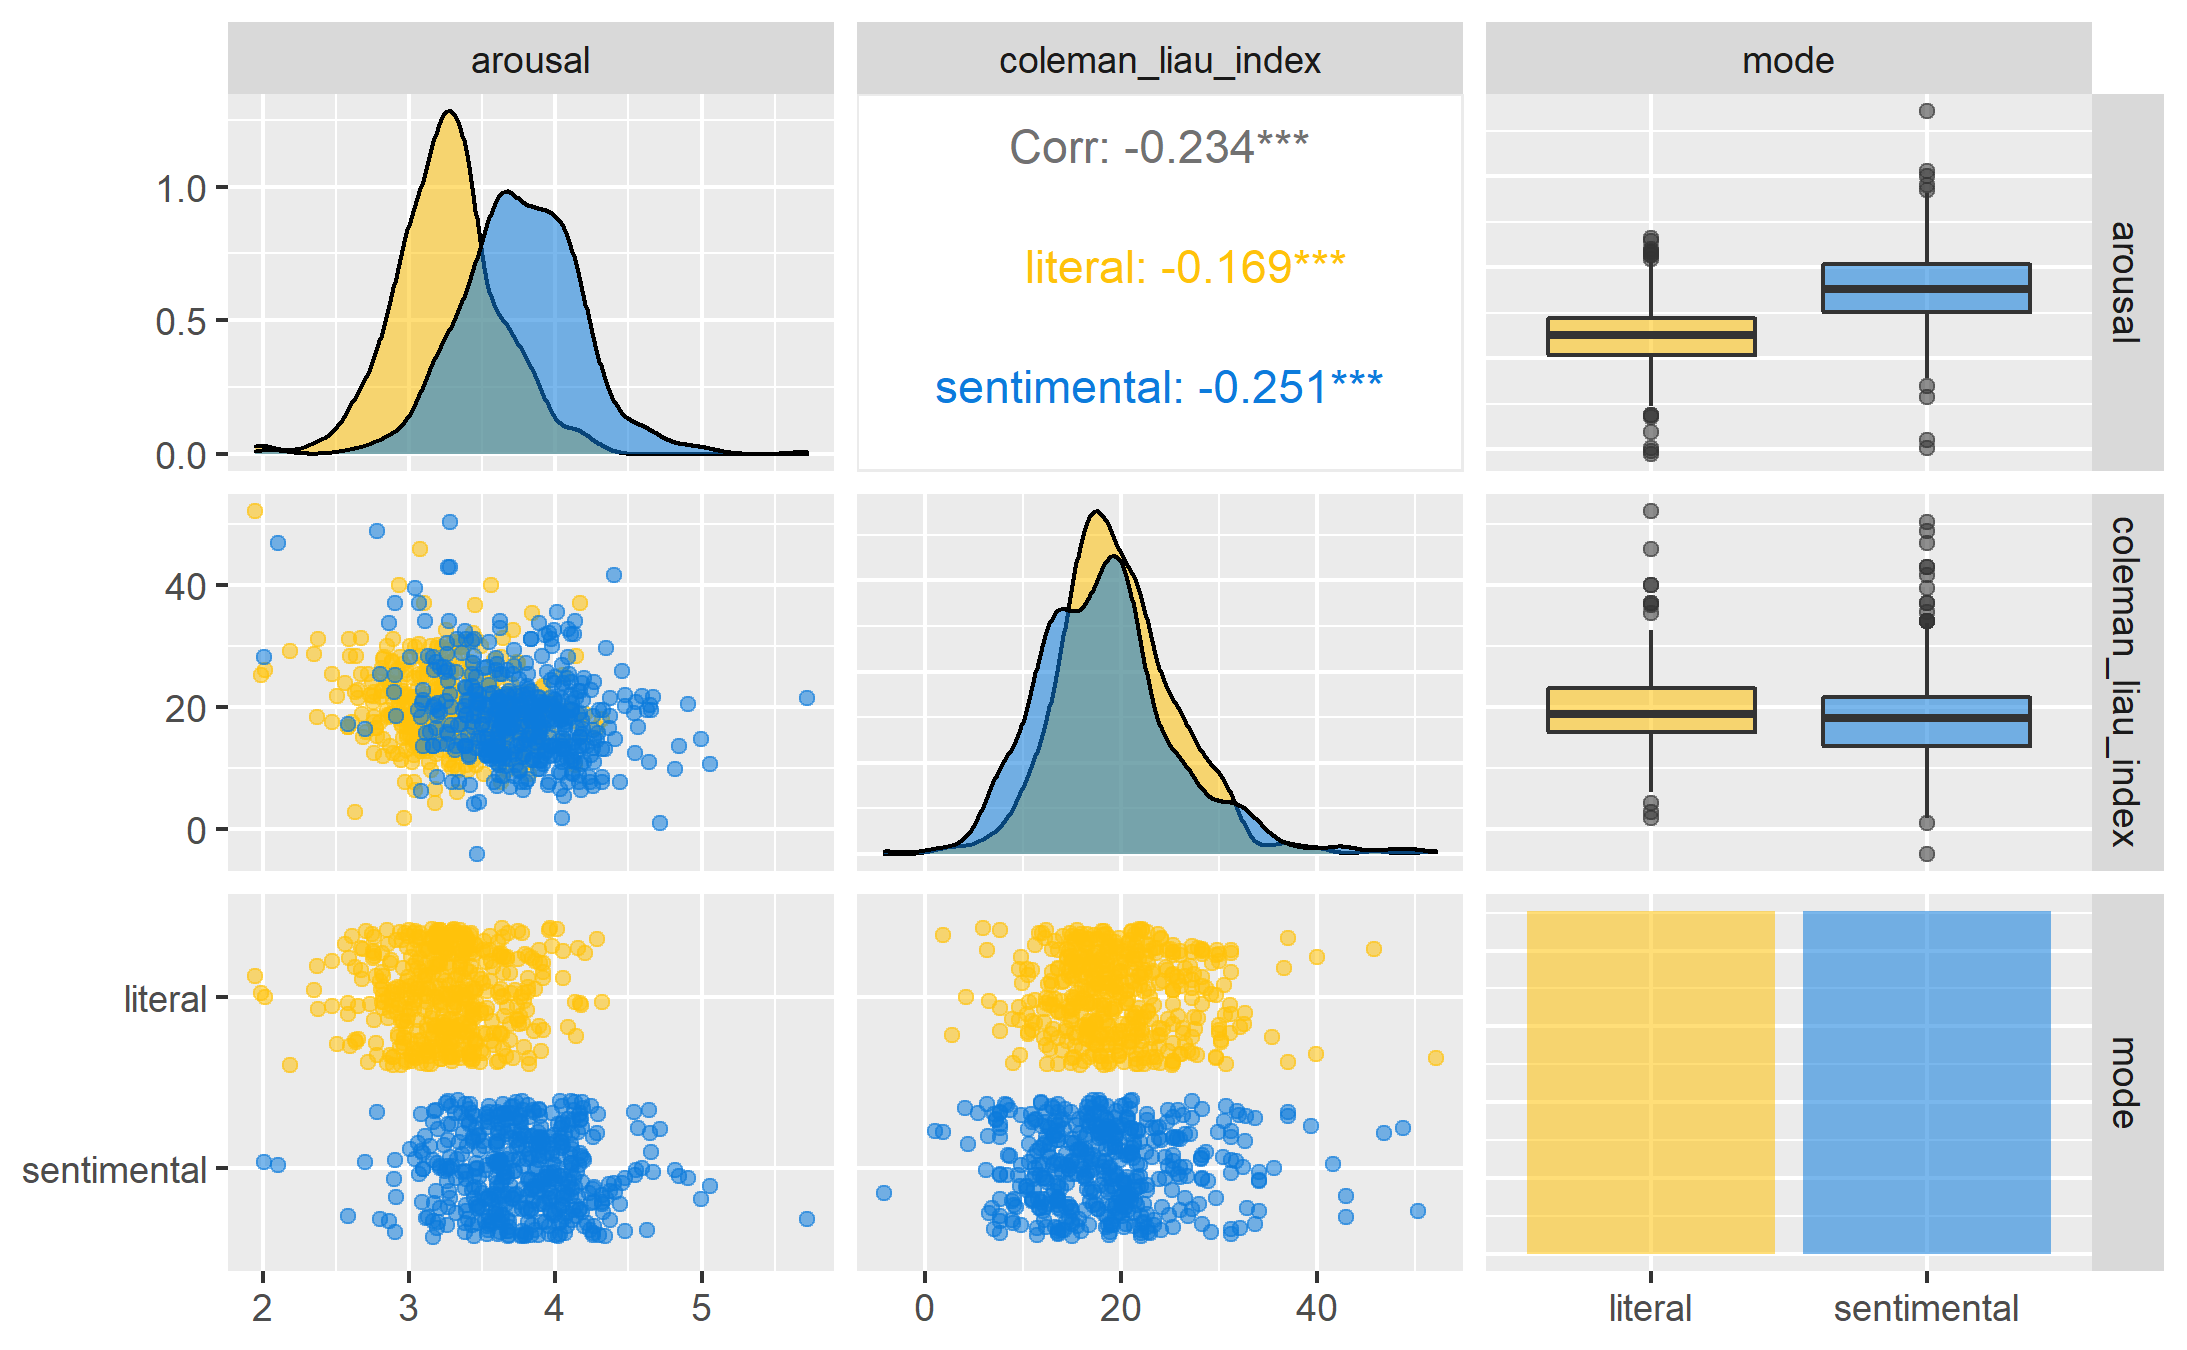 arousal
coleman_liau_index
mode
1.0
0.5
0.0
Corr: -0.234***
literal: -0.169***
sentimental: -0.251***
arousal
40
20
0
coleman_liau_index
literal
sentimental
mode
2 3 4 5
0 20 40
literal sentimental